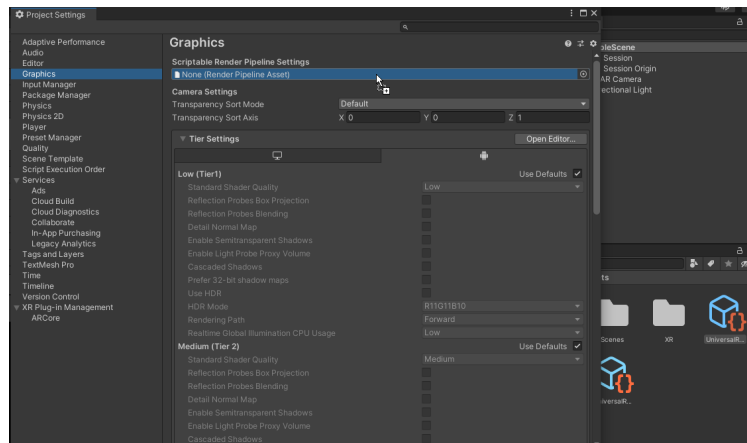 Project Settings
Adaptive Performance
Audio
Editor
Graphics
Input Manager
Package Manager
Physics
Physics 2D
Player
Preset Manager
Quality
Scene Template
Script Execution Order
Services
Ads
Cloud Build
Cloud Diagnostics
Collaborate
In-App Purchasing
Legacy Analytics
Tags and Layers
TextMesh Pro
Time
Timeline
Version Control
XR Plug-in Management
ARCore
Graphics
Scriptable Render Pipeline Settings
None (Render Pipeline Asset)
Camera Settings
Transparency Sort Mode Default
Transparency Sort Axis X 0 Y 0 Z 1
Tier Settings Open Editor...
Low (Tier1) Use Defaults
Standard Shader Quality Low
Reflection Probes Box Projection
Reflection Probes Blending
Detail Normal Map
Enable Semitransparent Shadows
Enable Light Probe Proxy Volume
Cascaded Shadows
Prefer 32-bit shadow maps
Use HDR
HDR Mode R11G11B10
Rendering Path Forward
Realtime Global Illumination CPU Usage Low
Medium (Tier 2) Use Defaults
Standard Shader Quality Medium
Reflection Probes Box Projection
Reflection Probes Blending
Detail Normal Map
Enable Semitransparent Shadows
Enable Light Probe Proxy Volume
Cascaded Shadows
pleScene
Session
Session Origin
AR Camera
ectional Light
ts
Scenes XR UniversalR...
iversalR...